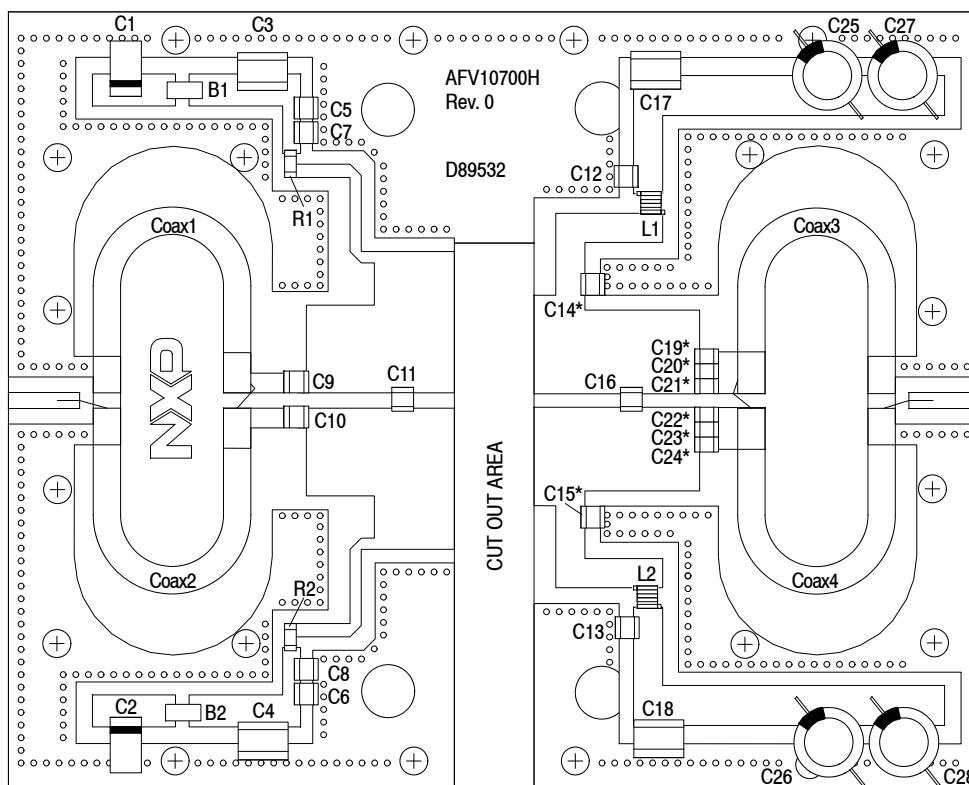 C1
C3
C25
C27
B1
AFV10700H
Rev. 0
C5
C7
C17
D89532
C12
R1
L1
Coax1
Coax3
C14*
C19*
C20*
C21*
C9
C11
C16
NXP
C10
C22*
C23*
C24*
C15*
CUT OUT AREA
Coax2
Coax4
R2
L2
C13
C8
C6
C2
B2
C4
C18
C26
C28